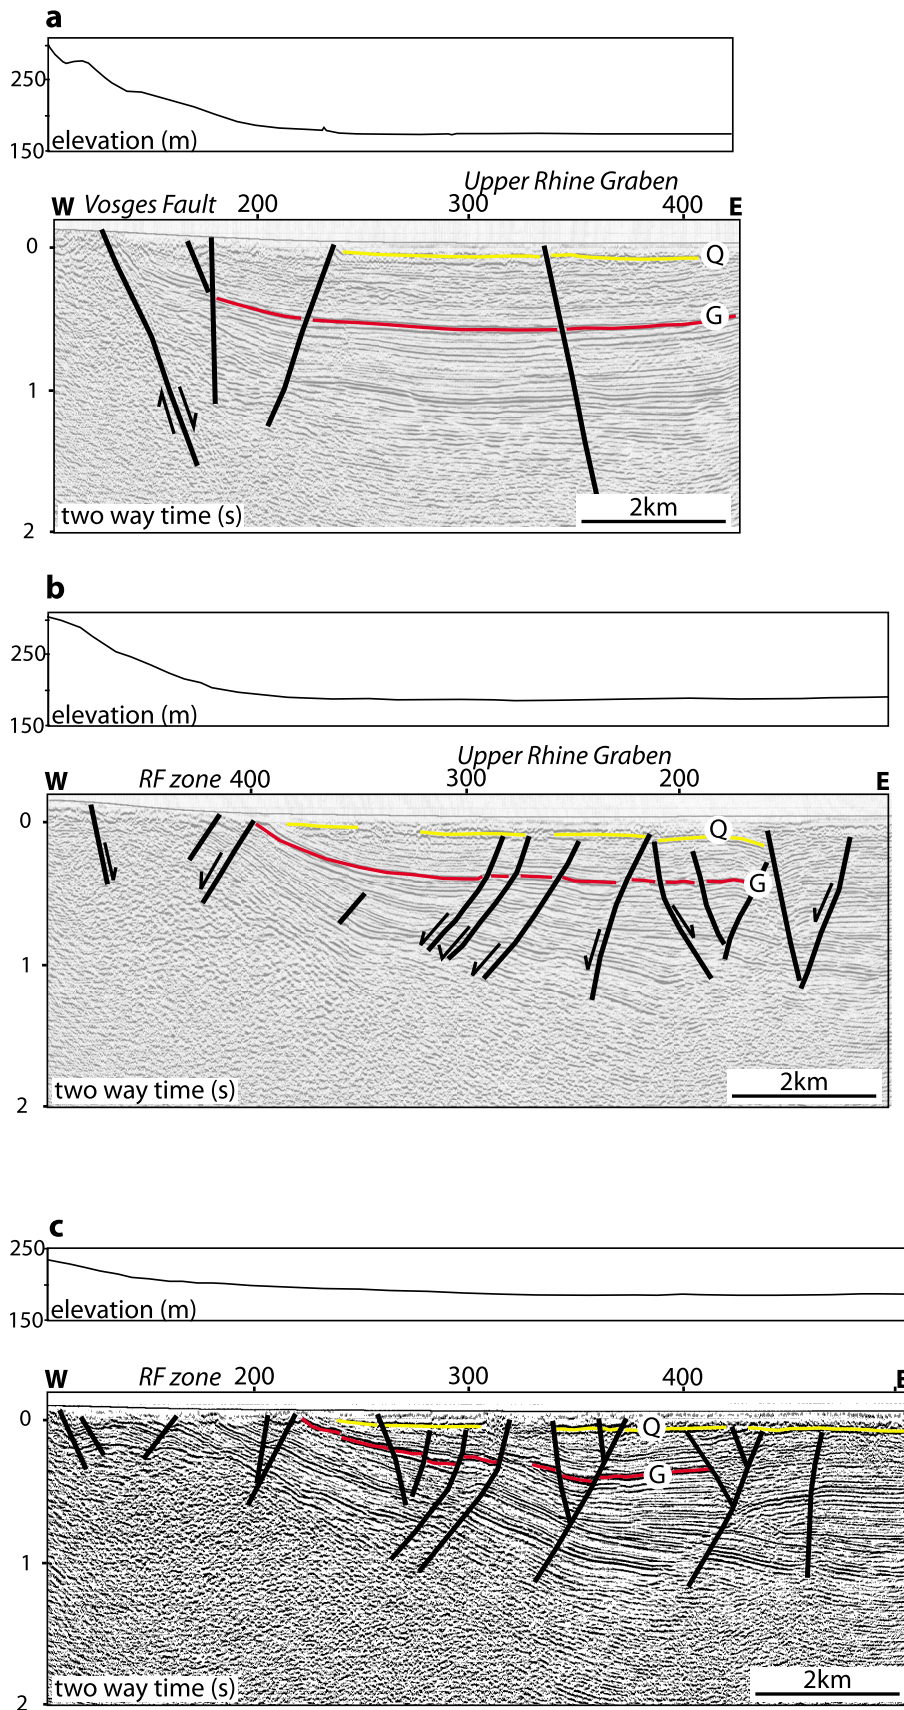 a
250
150
elevation (m)
Upper Rhine Graben
W Vosges Fault 200 300 400 E
0
Q
G
1
two way time (s)
2km
2
b
250
150
elevation (m)
Upper Rhine Graben
W RF zone 400 300 200 E
0
Q
G
1
two way time (s)
2km
2
c
250
150
elevation (m)
W RF zone 200 300 400 E
0
Q
G
1
two way time (s)
2km
2